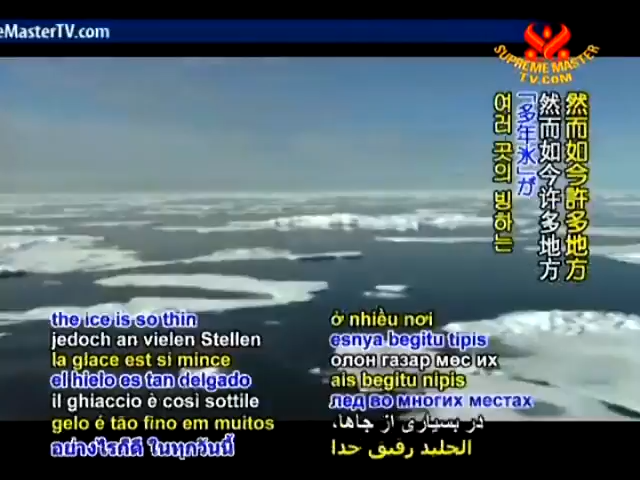 eMasterTV.com
SUPREME MASTER
TV.COM
然而如今許多地方
然而如今许多地方
「多年氷」が
여러 곳의 빙하는
the ice is so thin
jedoch an vielen Stellen
la glace est si mince
el hielo es tan delgado
il ghiaccio è così sottile
gelo é tão fino em muitos
อย่างไรก็ดี ในทุกวันนี้
ở nhiều nơi
esnya begitu tipis
олон газар мөс их
ais begitu nipis
лед во многих местах
در بسیاری از جاها،
الجليد رقيق جدا